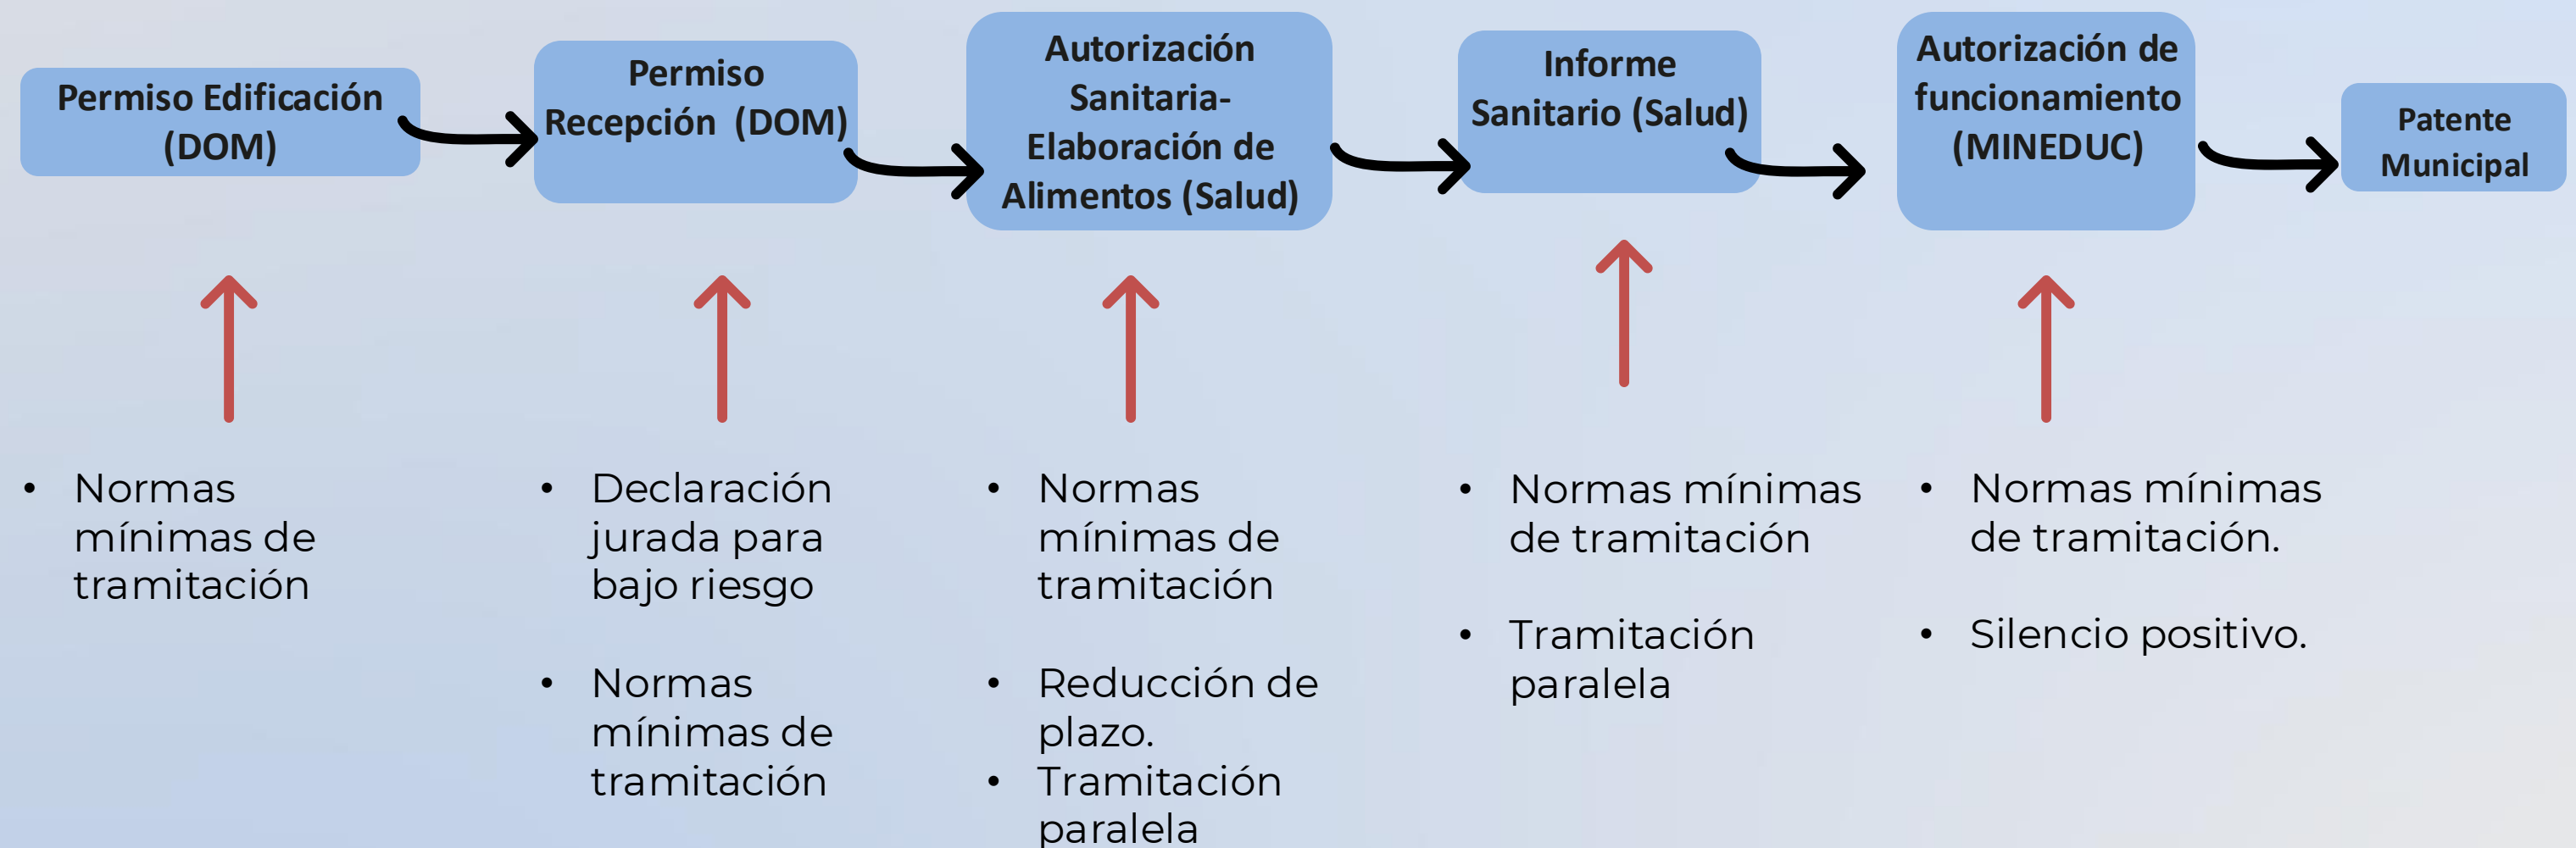 Permiso Edificación
(DOM)
Permiso
Recepción (DOM)
Autorización
Sanitaria-
Elaboración de
Alimentos (Salud)
Informe
Sanitario (Salud)
Autorización de
funcionamiento
(MINEDUC)
Patente
Municipal
• Normas
mínimas de
tramitación
• Declaración
jurada para
bajo riesgo
• Normas
mínimas de
tramitación
• Normas
mínimas de
tramitación
• Reducción de
plazo.
• Tramitación
paralela
• Normas mínimas
de tramitación
• Tramitación
paralela
• Normas mínimas
de tramitación.
• Silencio positivo.